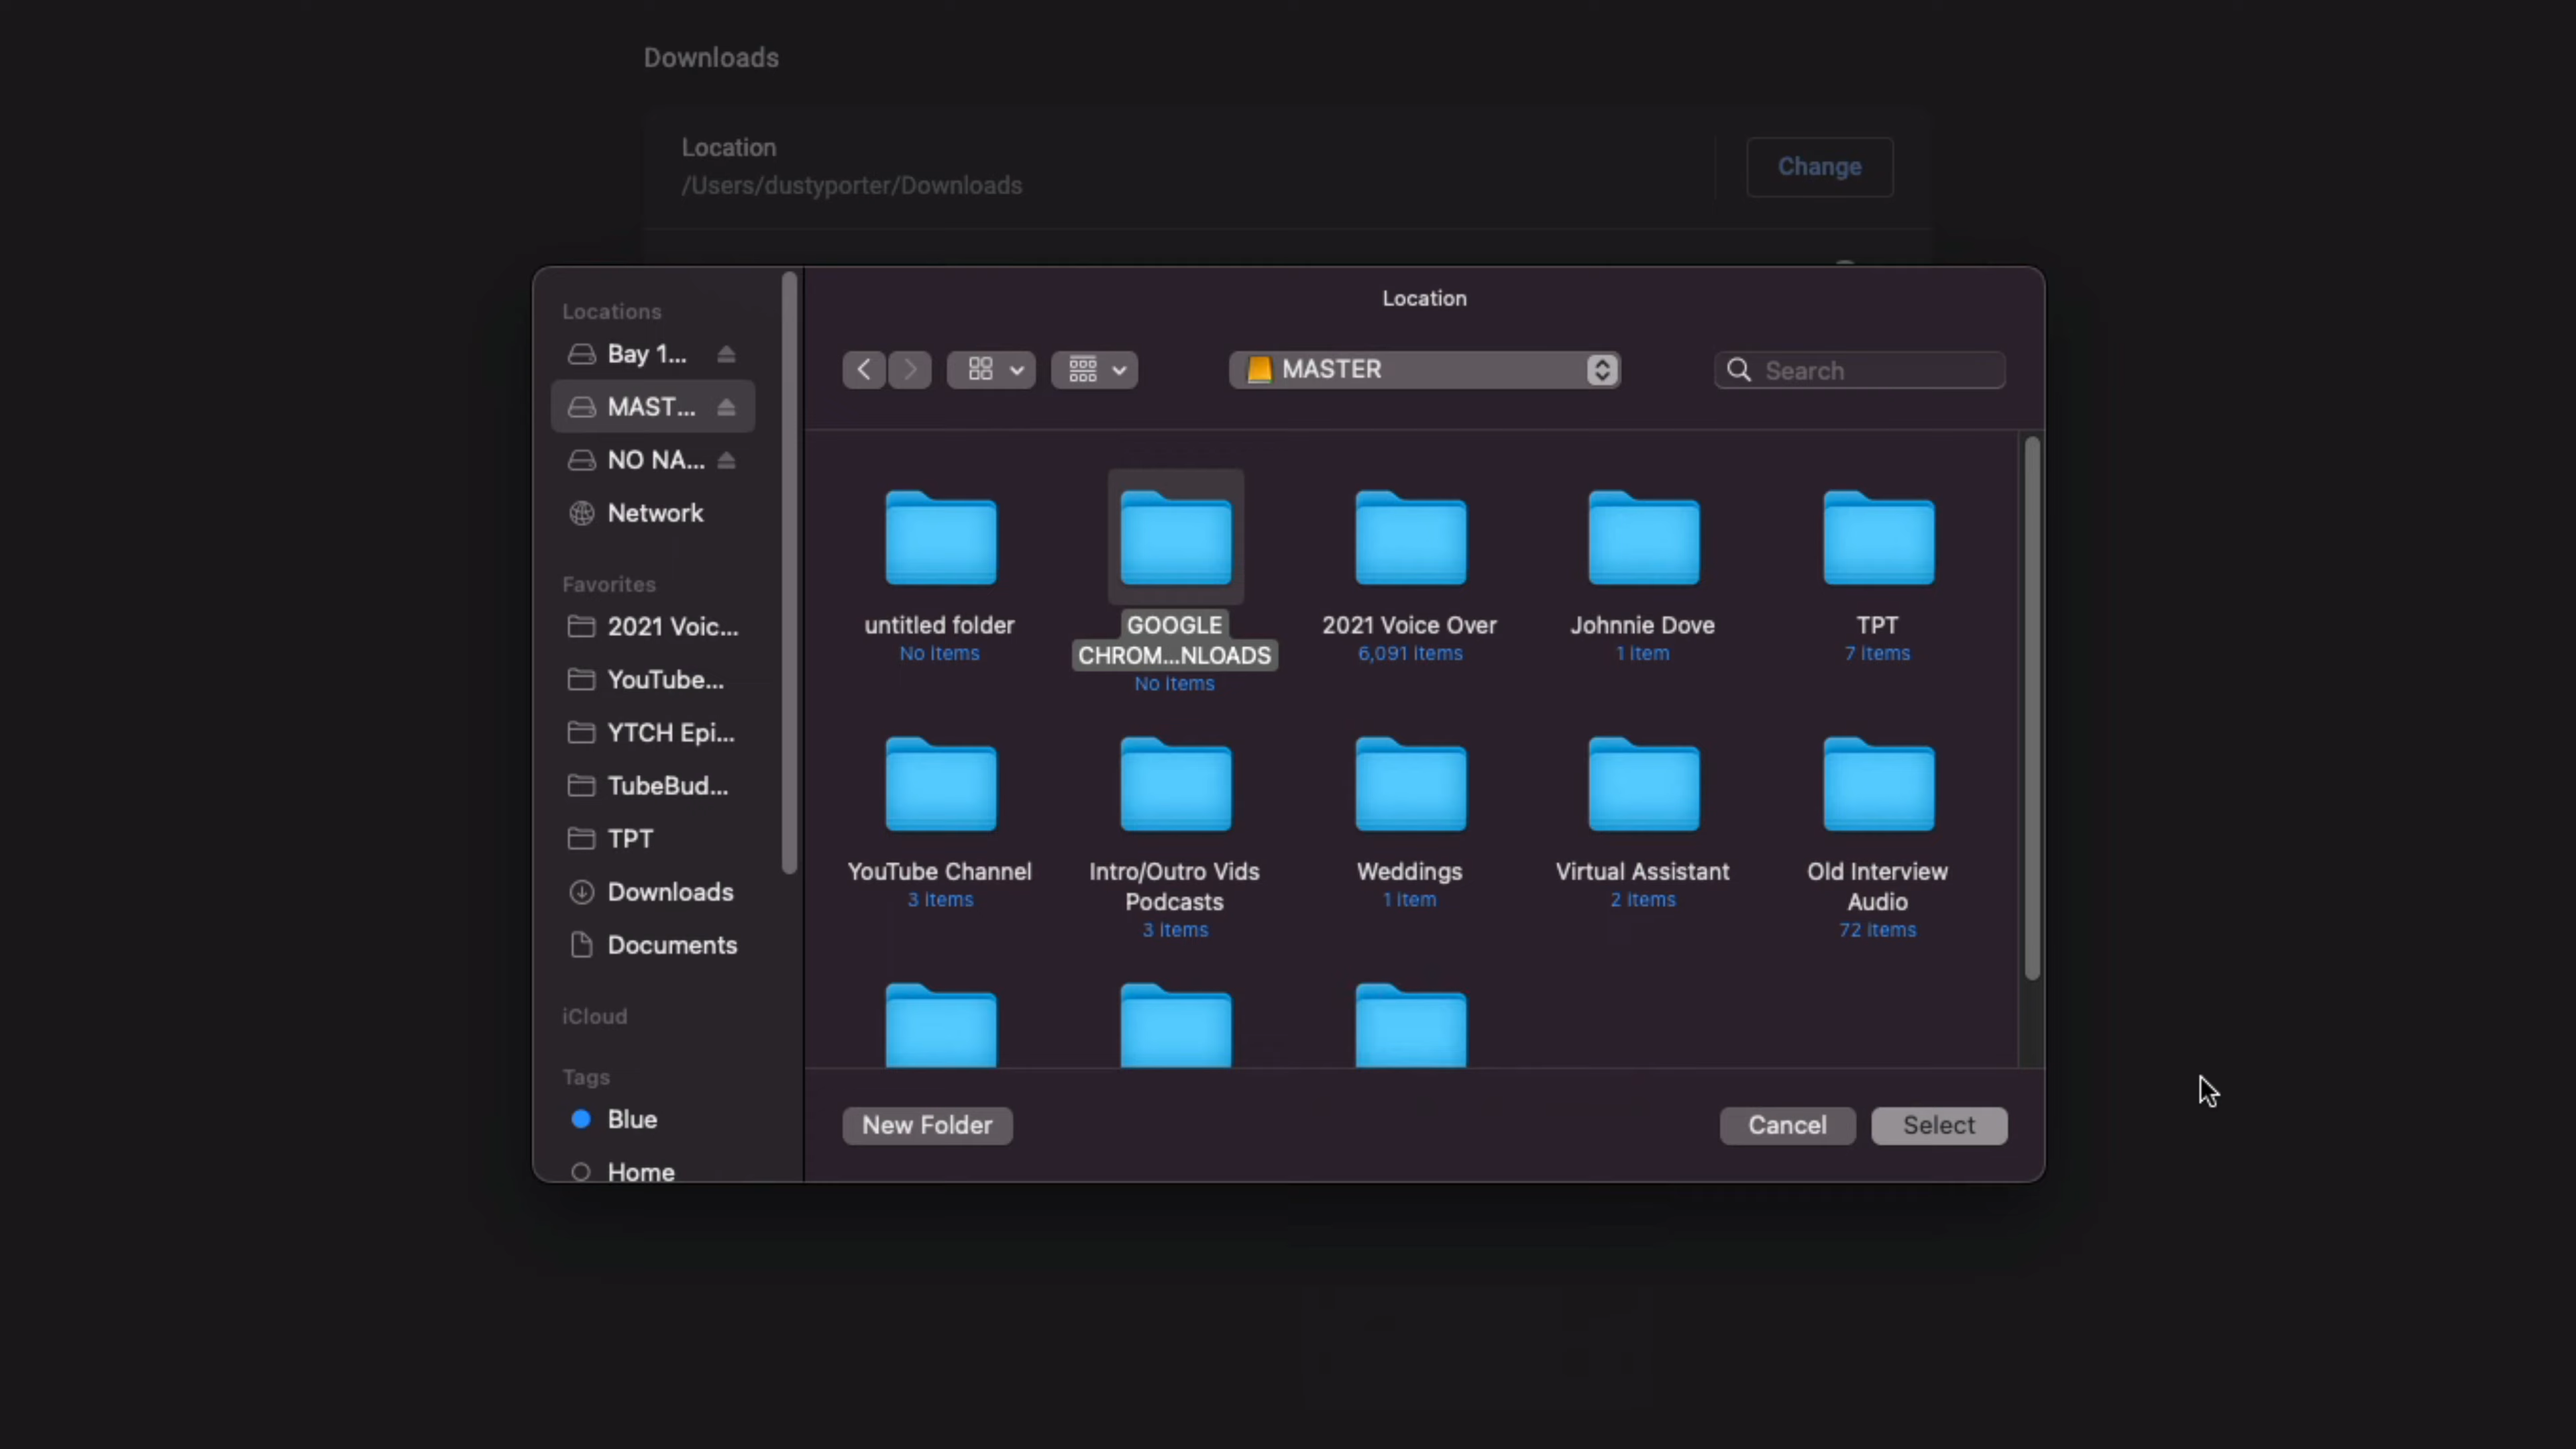 Downloads
Location
/Users/dustyporter/Downloads
Change
Locations
Bay 1...
MAST...
NO NA...
Network
Favorites
2021 Voic...
YouTube...
YTCH Epi...
TubeBud...
TPT
Downloads
Documents
iCloud
Tags
Blue
Home
Location
MASTER
Search
untitled folder
No items
GOOGLE
CHROM...NLOADS
No items
2021 Voice Over
6,091 items
Johnnie Dove
1 item
TPT
7 items
YouTube Channel
3 items
Intro/Outro Vids
Podcasts
3 items
Weddings
1 item
Virtual Assistant
2 items
Old Interview
Audio
72 items
New Folder
Cancel
Select